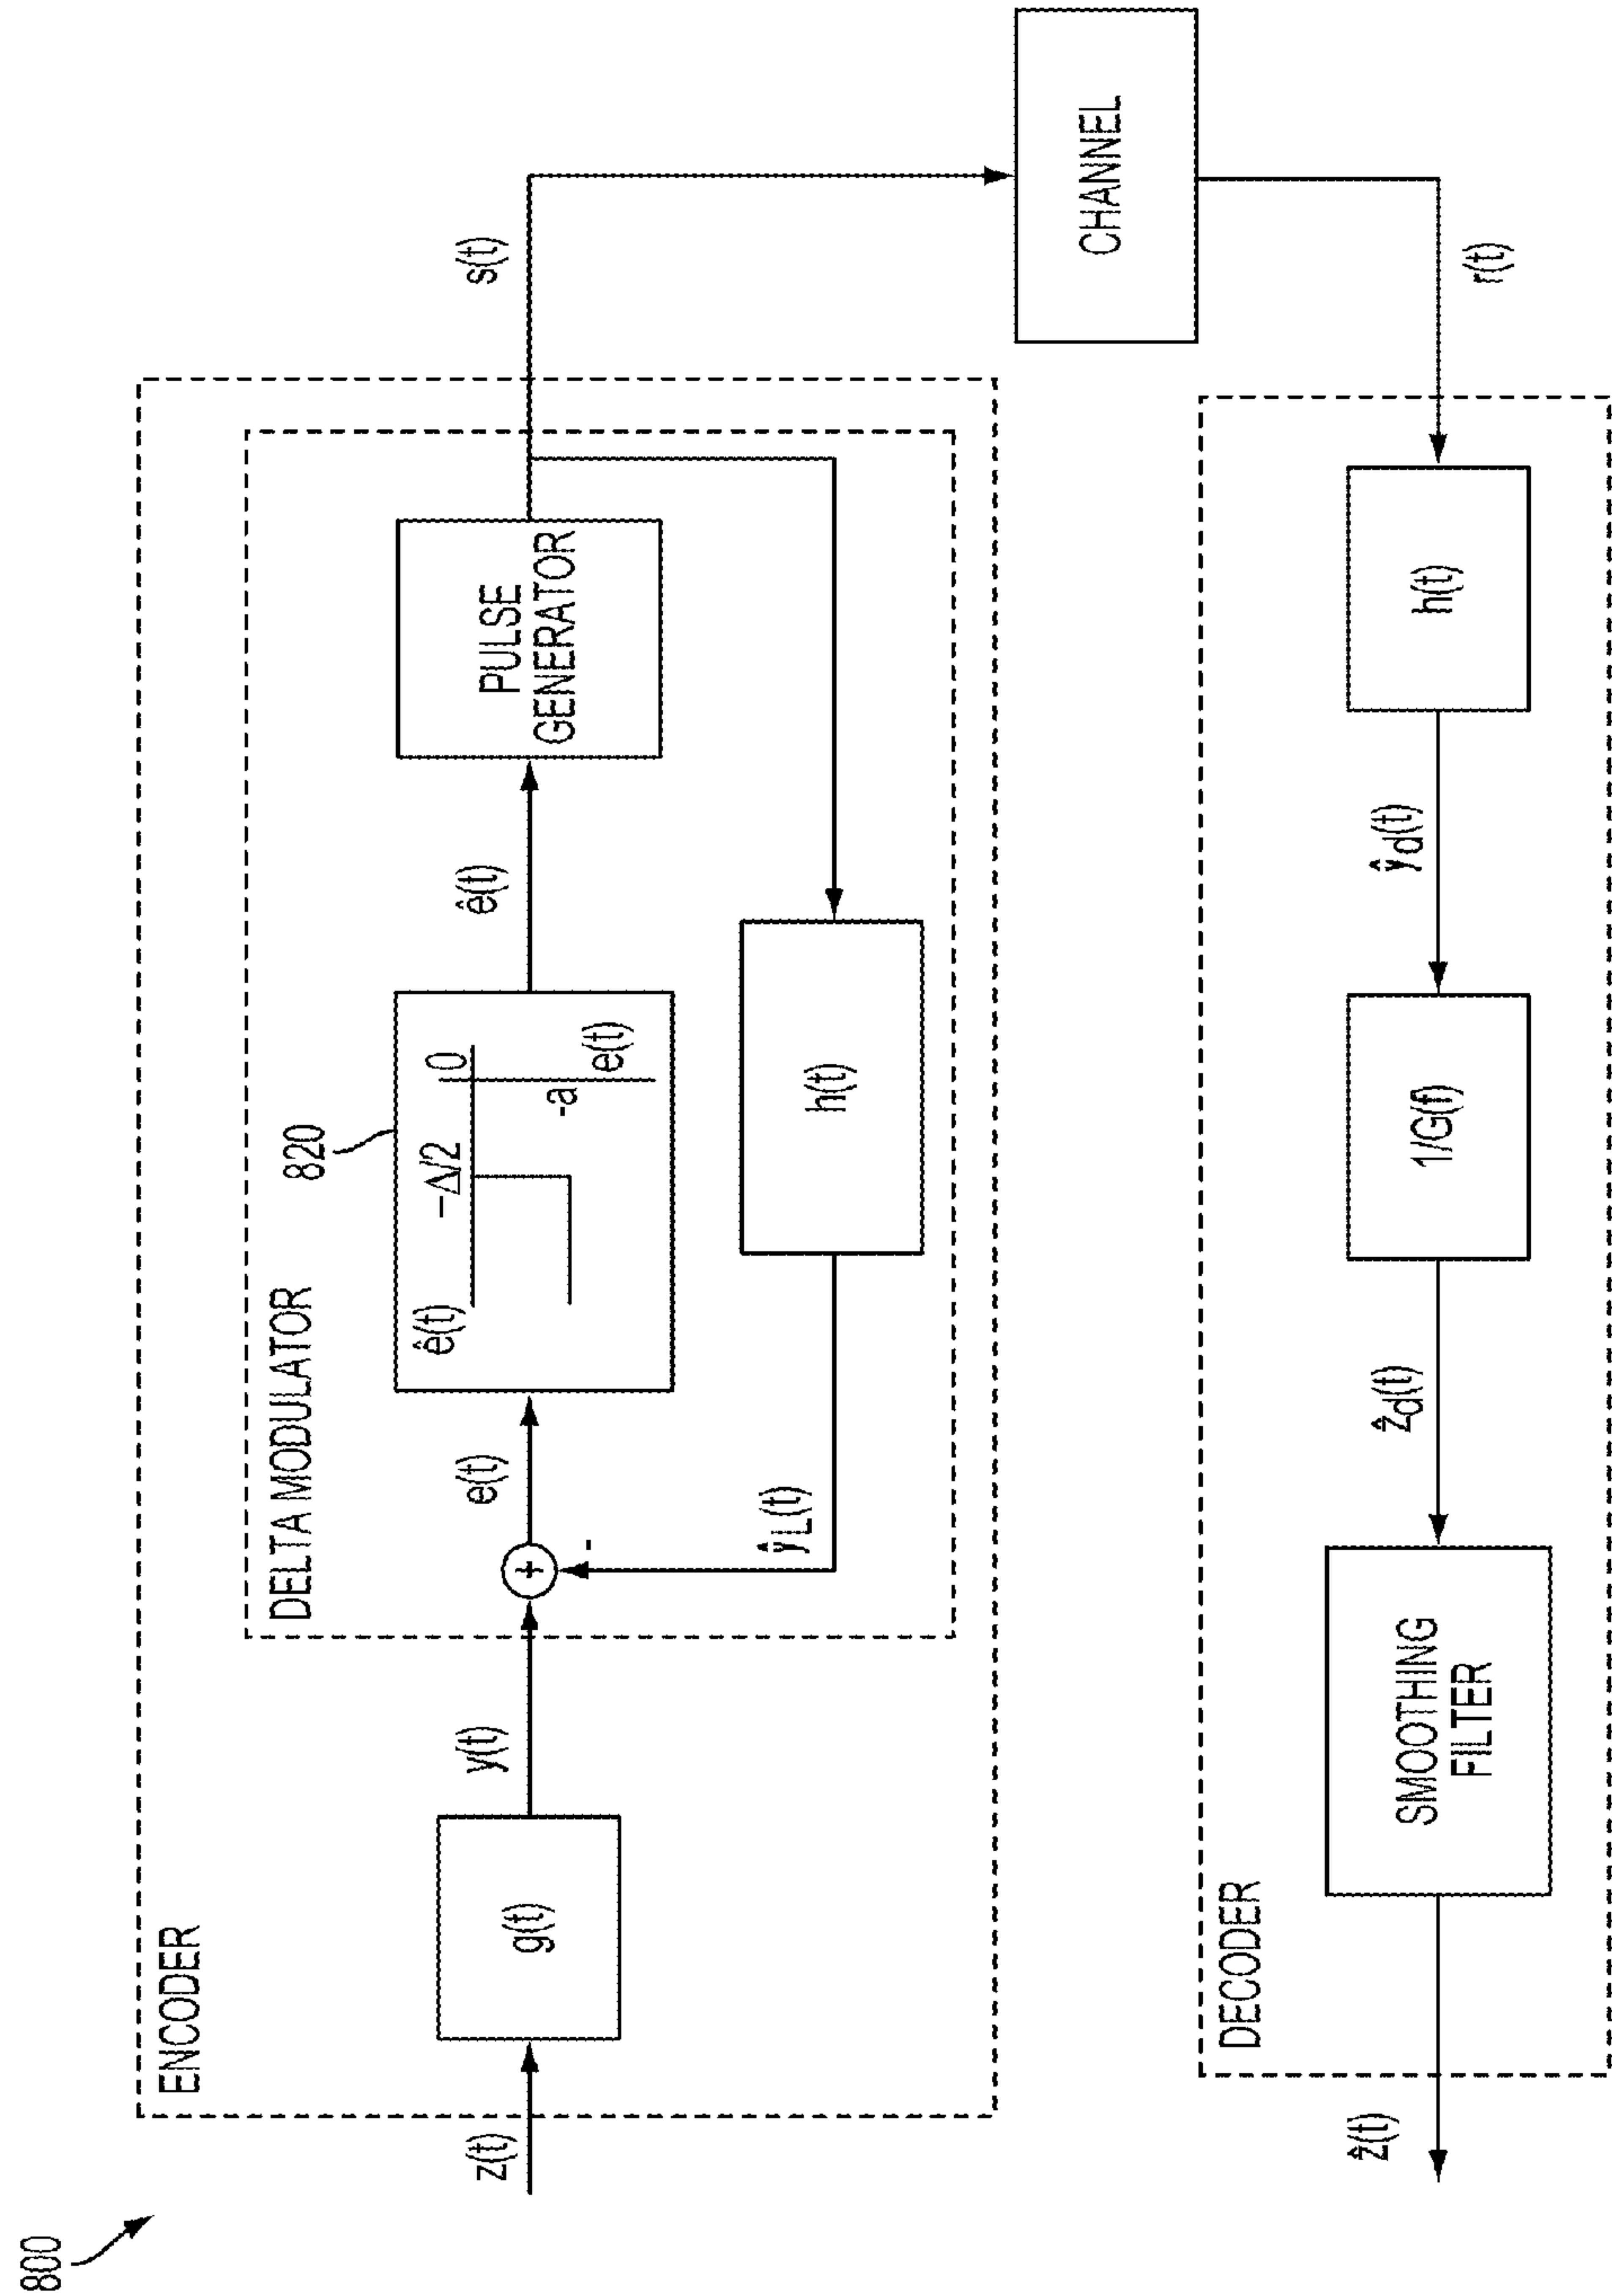 800
ENCODER
DELTA MODULATOR
820
z(t)
g(t)
y(t)
+
-
e(t)
ê(t)
−Δ/2
0
-a
e(t)
ê(t)
PULSE
GENERATOR
s(t)
h(t)
ŷL(t)
CHANNEL
r(t)
DECODER
h(t)
ŷd(t)
1/G(f)
ẑd(t)
SMOOTHING
FILTER
ẑ(t)